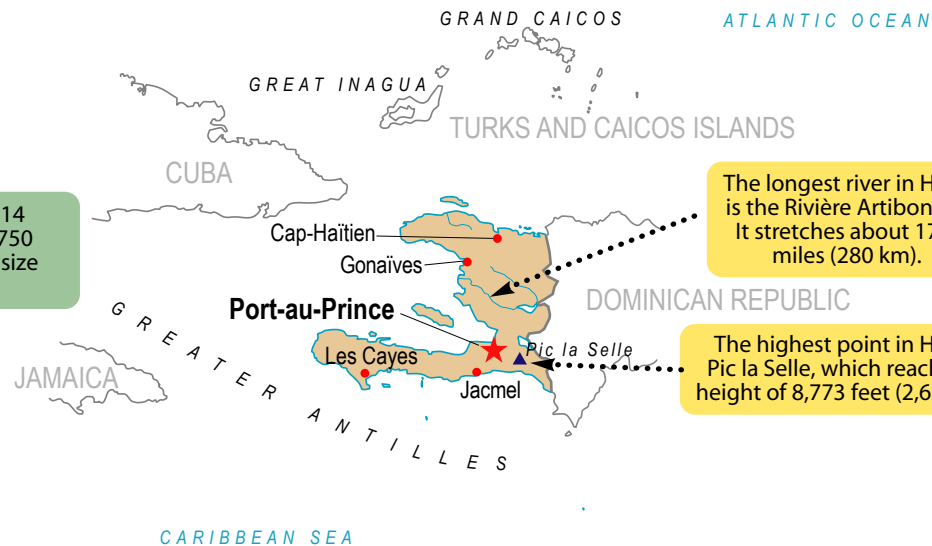 GRAND CAICOS
ATLANTIC OCEAN
GREAT INAGUA
TURKS AND CAICOS ISLANDS
CUBA
14
750
size
The longest river in H
is the Rivière Artibon
It stretches about 17
miles (280 km).
Cap-Haïtien
Gonaïves
Port-au-Prince
DOMINICAN REPUBLIC
GREATER ANTILLES
Pic la Selle
The highest point in H
Pic la Selle, which reac
height of 8,773 feet (2,6
Les Cayes
JAMAICA
Jacmel
CARIBBEAN SEA